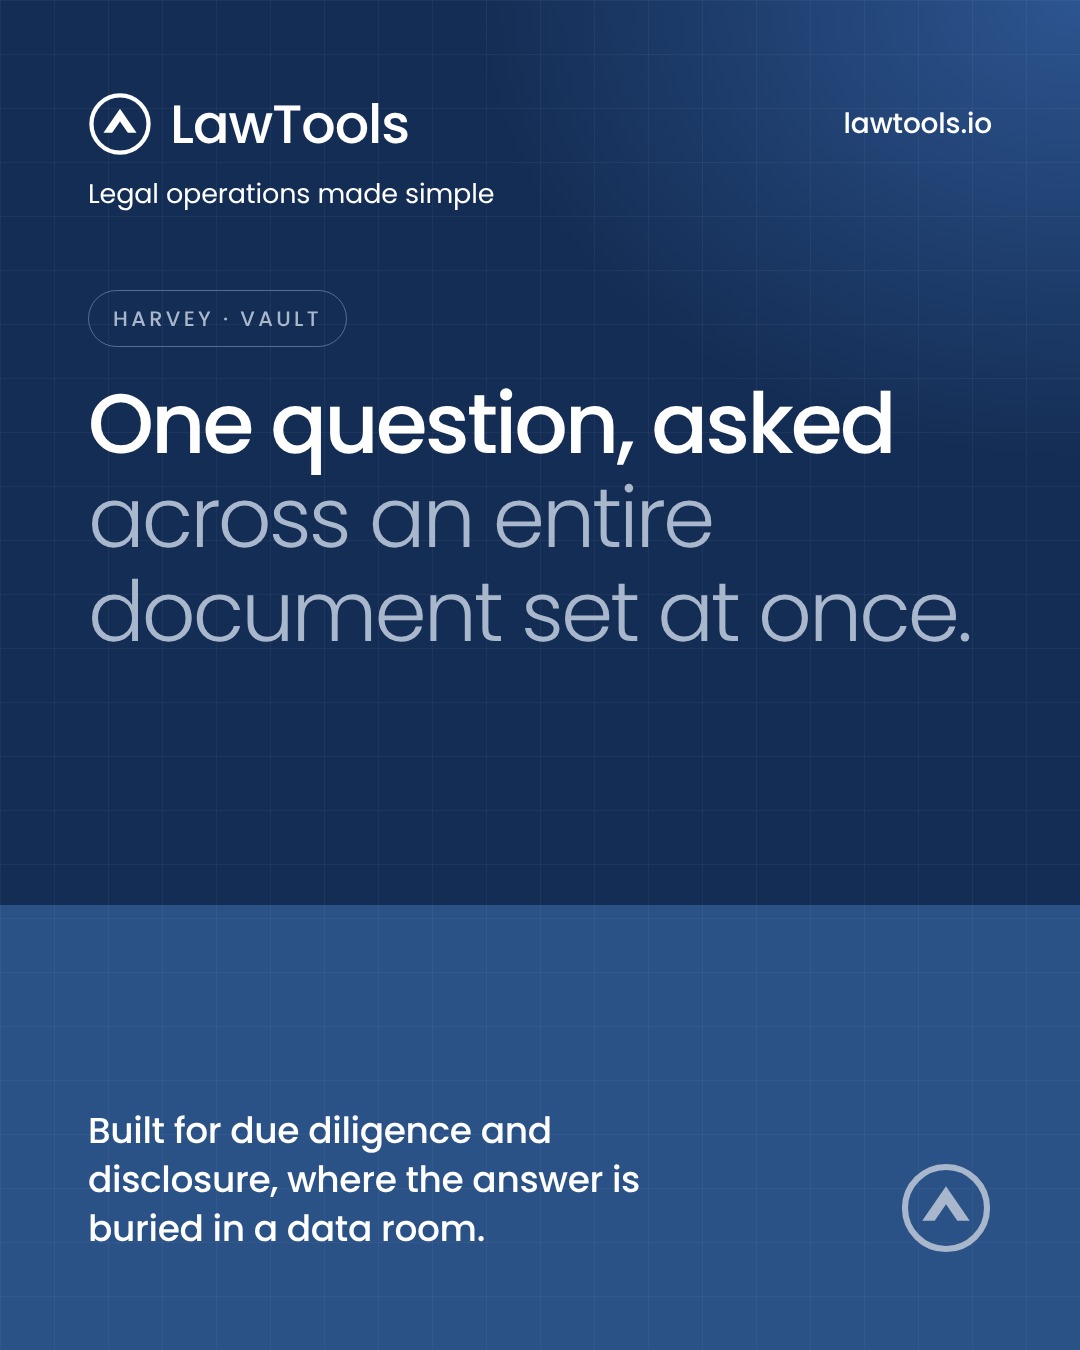 LawTools
lawtools.io
Legal operations made simple
HARVEY · VAULT
One question, asked
across an entire
document set at once.
Built for due diligence and
disclosure, where the answer is
buried in a data room.